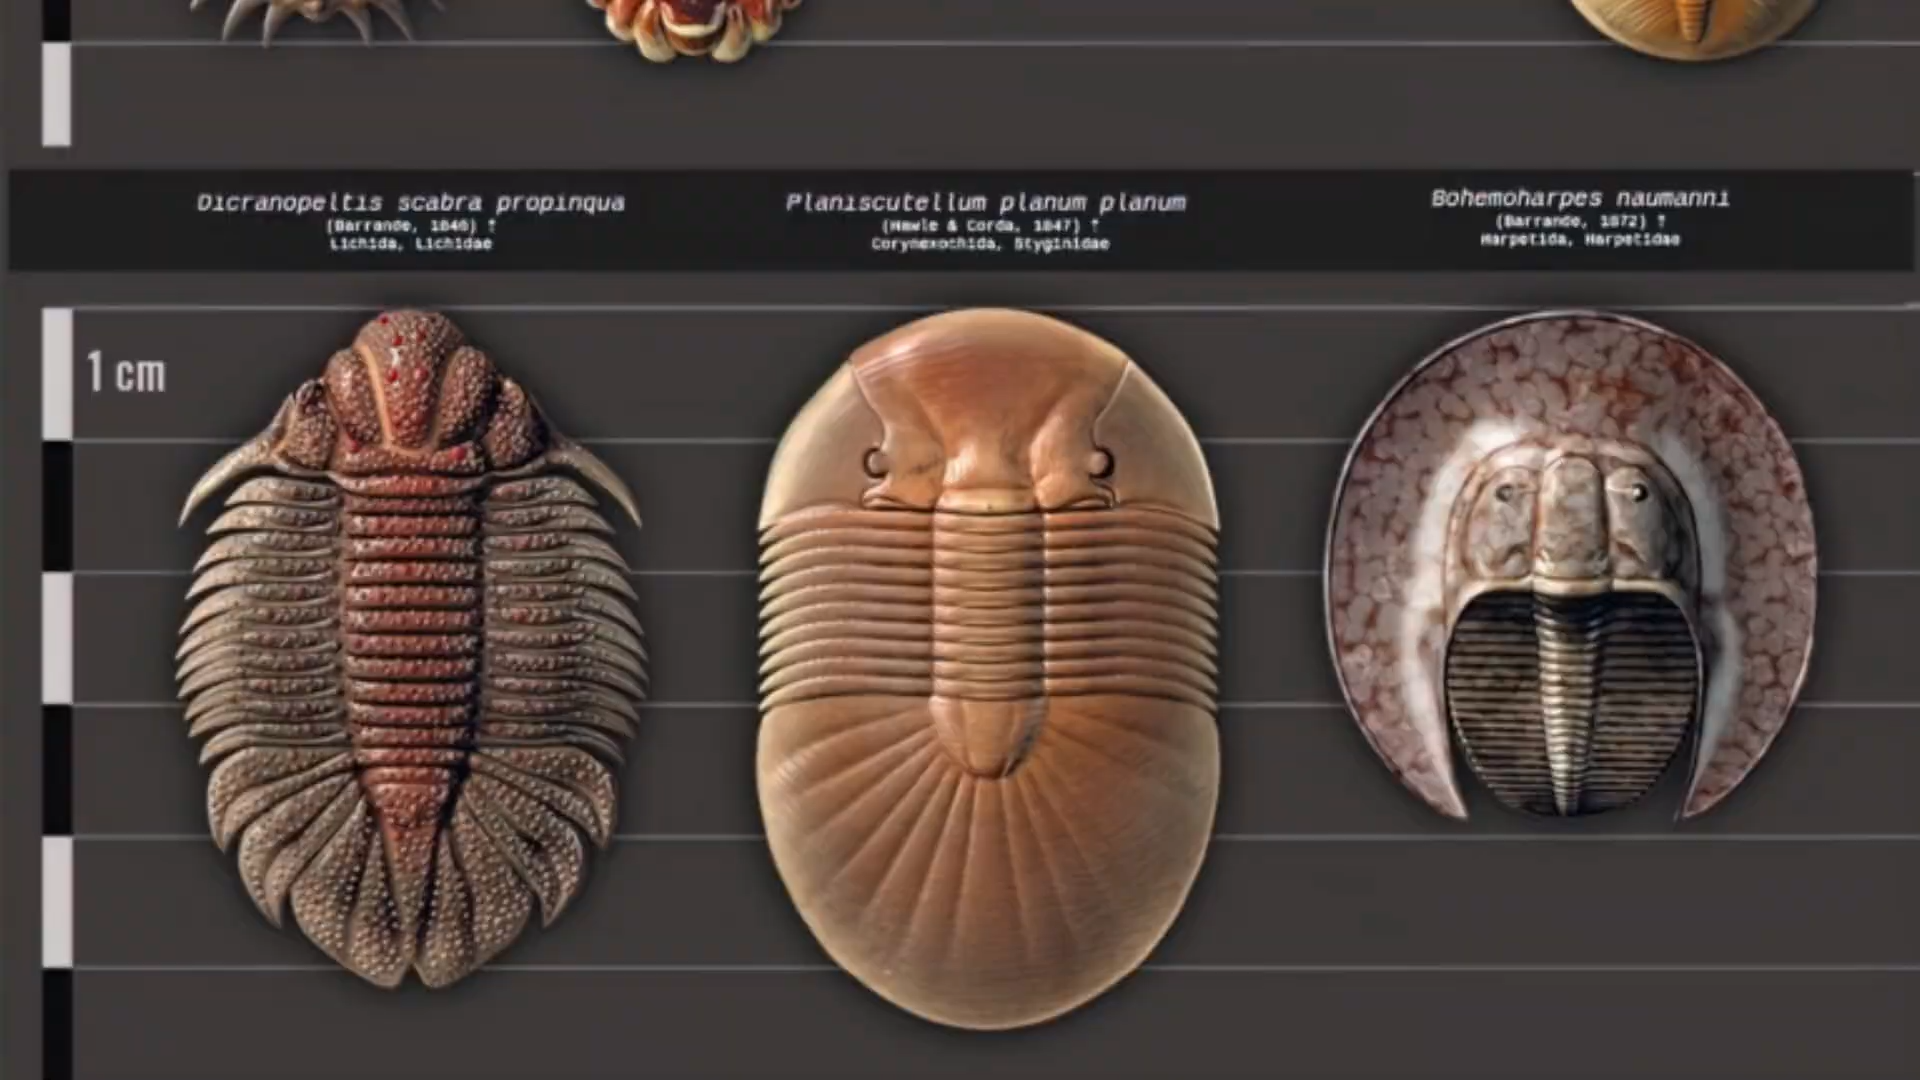 Dicranopeltis scabra propinqua
(Barrande, 1846) †
Lichida, Lichidae
Planiscutellum planum planum
(Hawle & Corda, 1847) †
Corynexochida, Styginidae
Bohemoharpes naumanni
(Barrande, 1872) †
Harpetida, Harpetidae
1 cm